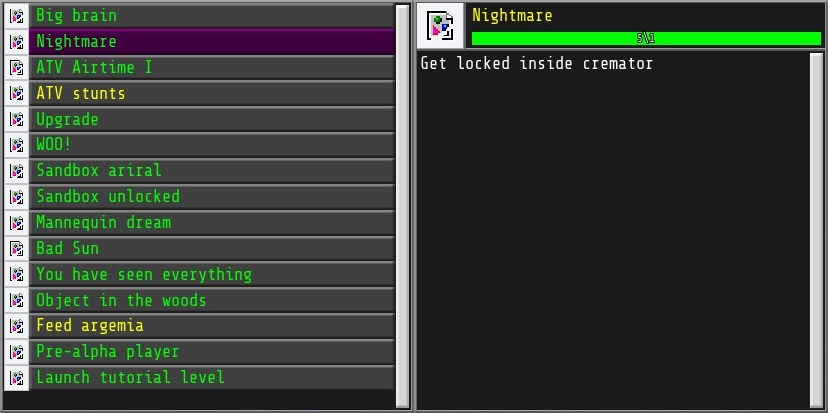 Big brain
Nightmare
ATV Airtime I
ATV stunts
Upgrade
WOO!
Sandbox ariral
Sandbox unlocked
Mannequin dream
Bad Sun
You have seen everything
Object in the woods
Feed argemia
Pre-alpha player
Launch tutorial level
Nightmare
5\1
Get locked inside cremator